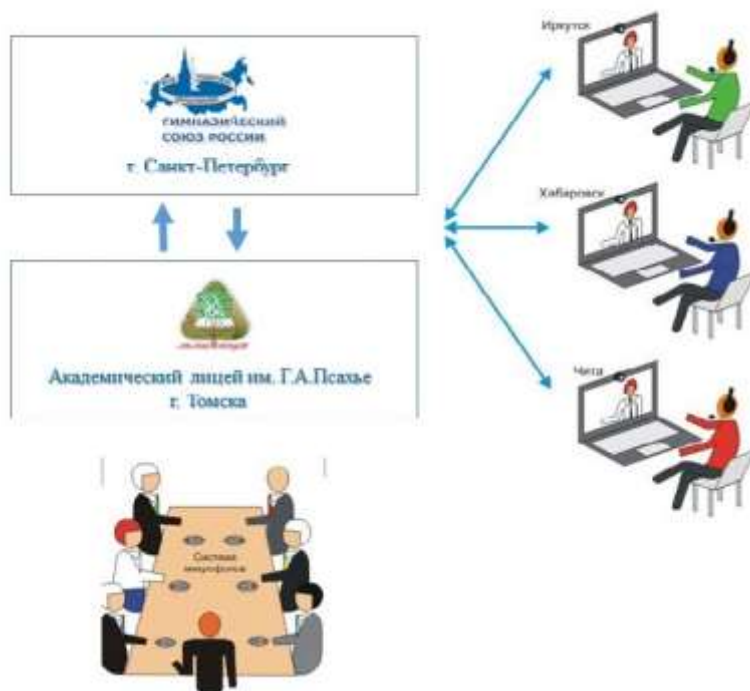 ГИМНАЗИЧЕСКИЙ
СОЮЗ РОССИИ
г. Санкт-Петербург
Академический лицей им. Г.А.Псахье
г. Томска
Система
микрофонов
Иркутск
Хабаровск
Чита